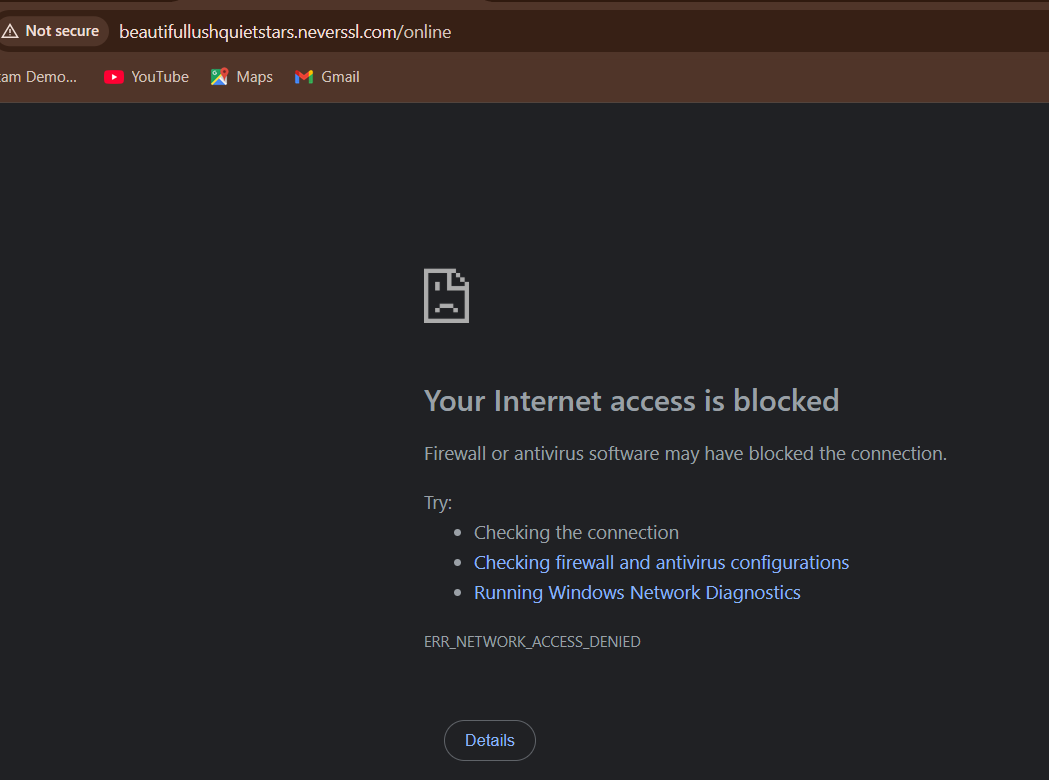 Not secure beautifullushquietstars.neverssl.com/online
am Demo... YouTube Maps Gmail
Your Internet access is blocked
Firewall or antivirus software may have blocked the connection.
Try:
• Checking the connection
• Checking firewall and antivirus configurations
• Running Windows Network Diagnostics
ERR_NETWORK_ACCESS_DENIED
Details